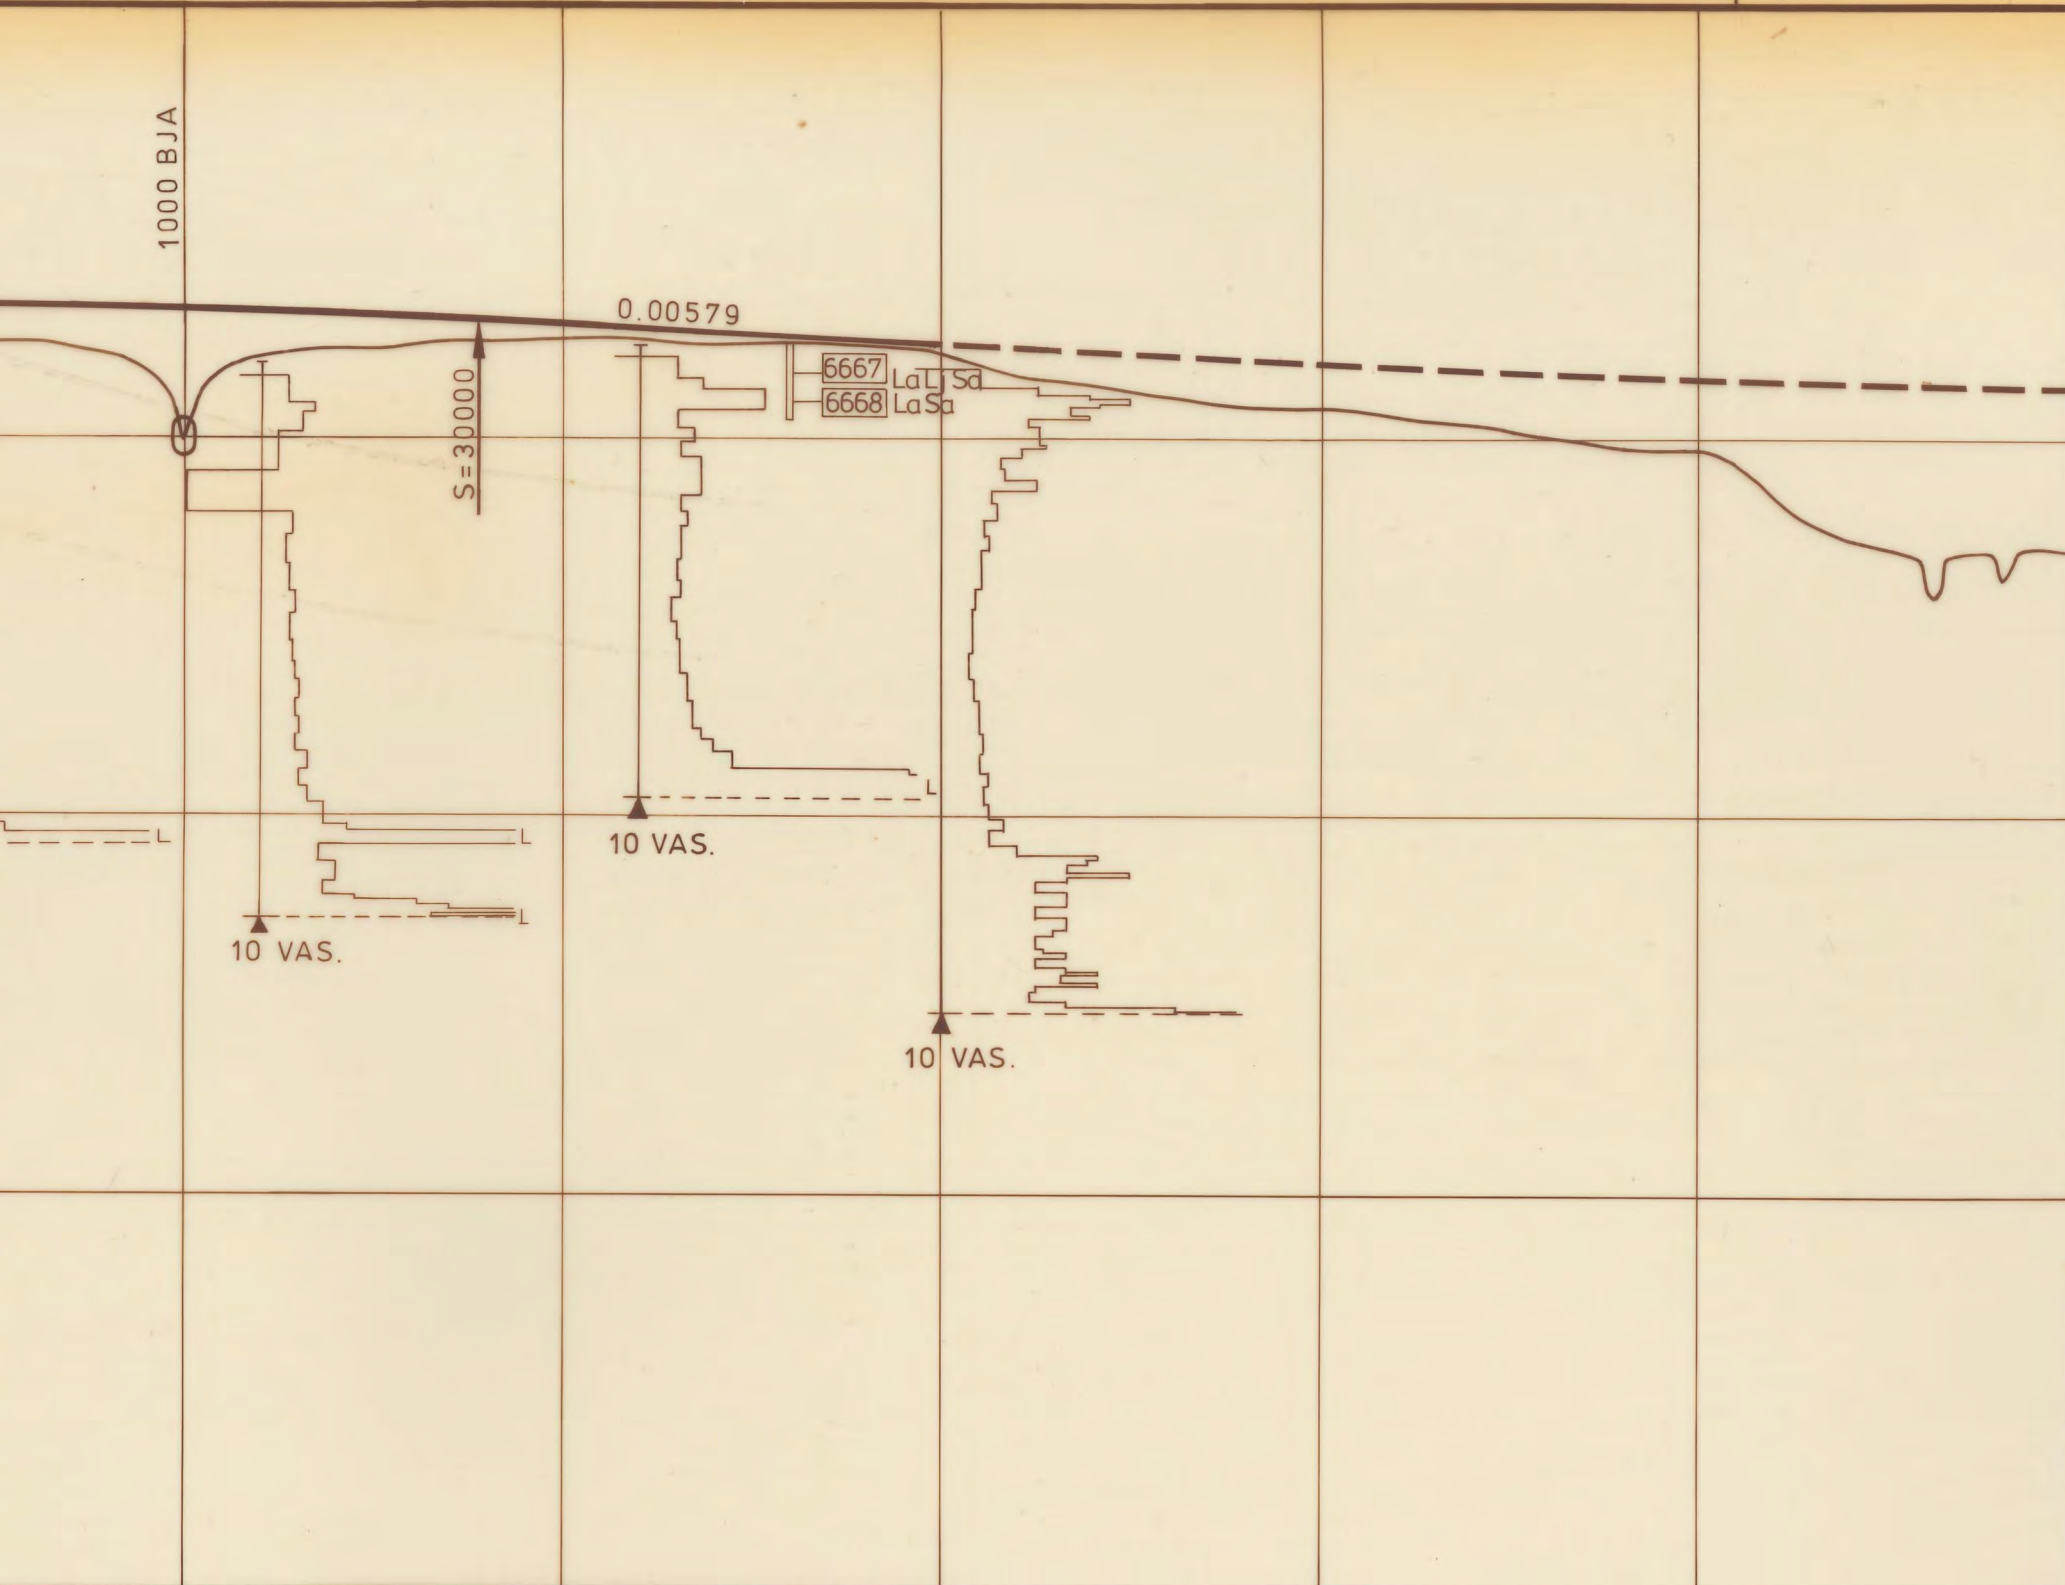 1000 BJA
0.00579
S=30000
6667 LaLjSa
6668 LaSa
L
L
L
L
10 VAS.
10 VAS.
10 VAS.